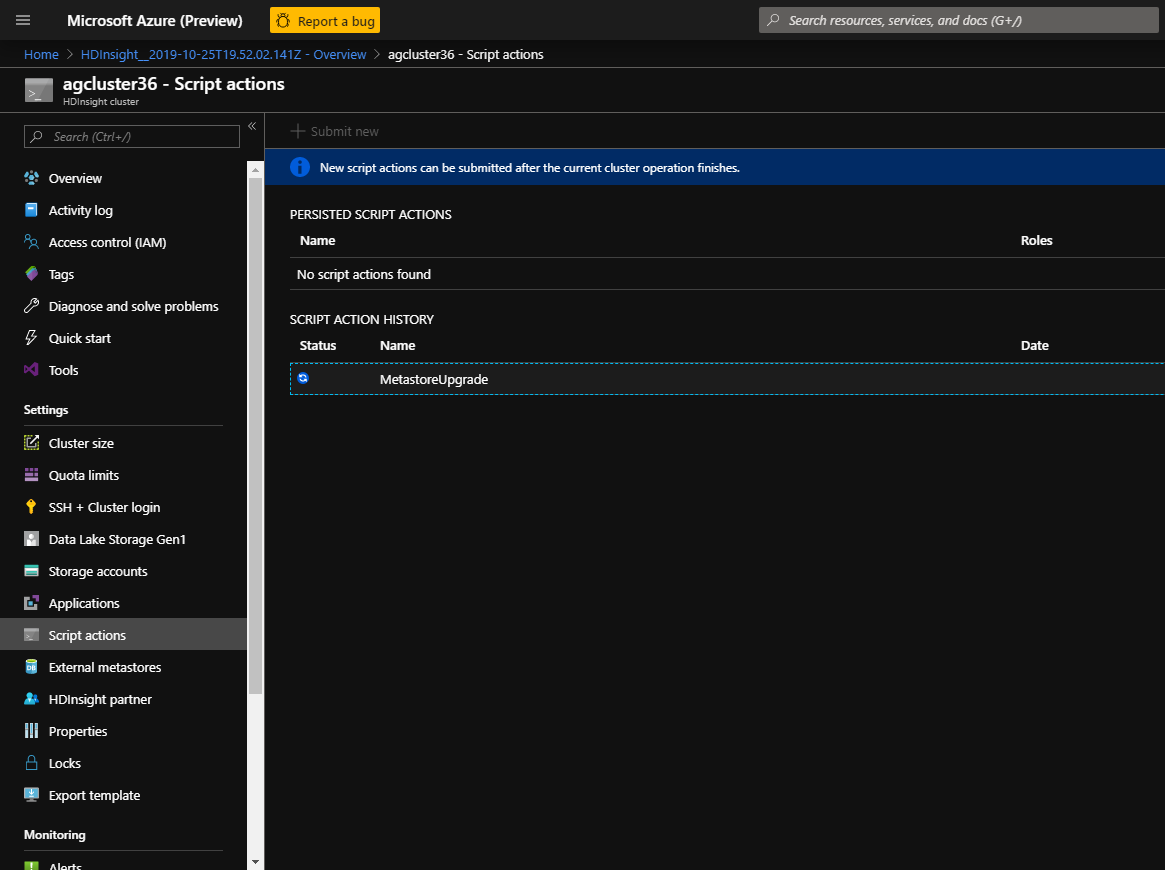 Microsoft Azure (Preview)
Report a bug
Search resources, services, and docs (G+/)
Home > HDInsight__2019-10-25T19.52.02.141Z - Overview > agcluster36 - Script actions
agcluster36 - Script actions
HDInsight cluster
Search (Ctrl+/)
«
Overview
Activity log
Access control (IAM)
Tags
Diagnose and solve problems
Quick start
Tools
Settings
Cluster size
Quota limits
SSH + Cluster login
Data Lake Storage Gen1
Storage accounts
Applications
Script actions
External metastores
HDInsight partner
Properties
Locks
Export template
Monitoring
Alerts
+ Submit new
New script actions can be submitted after the current cluster operation finishes.
PERSISTED SCRIPT ACTIONS
Name Roles
No script actions found
SCRIPT ACTION HISTORY
Status Name Date
MetastoreUpgrade